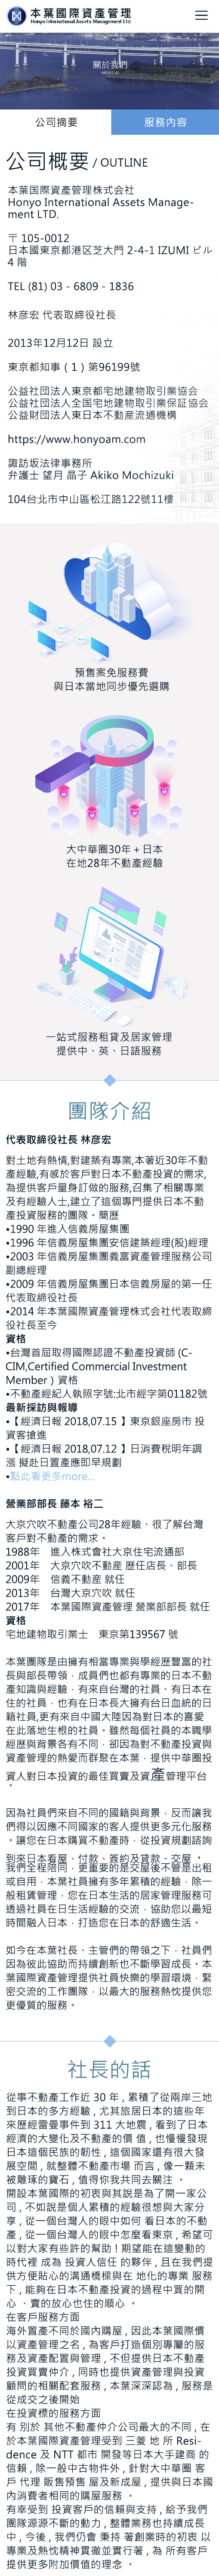 本葉國際資產管理
Honyo International Assets Management Ltd.
關於我們
ABOUT US
公司摘要
服務內容
公司概要 / OUTLINE
本葉国際資產管理株式会社
Honyo International Assets Manage-
ment LTD.
〒 105-0012
日本國東京都港区芝大門 2-4-1 IZUMI ビル
4 階
TEL (81) 03 - 6809 - 1836
林彦宏 代表取締役社長
2013年12月12日 設立
東京都知事（ 1 ）第96199號
公益社団法人東京都宅地建物取引業協会
公益社団法人全国宅地建物取引業保証協会
公益財団法人東日本不動産流通機構
https://www.honyoam.com
諏訪坂法律事務所
弁護士 望月 晶子 Akiko Mochizuki
104台北市中山區松江路122號11樓
預售案免服務費
與日本當地同步優先選購
大中華圈30年＋日本
在地28年不動產經驗
一站式服務租貸及居家管理
提供中、英、日語服務
團隊介紹
代表取締役社長 林彦宏
對土地有熱情,對建築有專業,本著近30年不動
產經驗,有感於客戶對日本不動產投資的需求,
為提供客戶量身訂做的服務,召集了相關專業
及有經驗人士,建立了這個專門提供日本不動
產投資服務的團隊。簡歷
•1990 年進入信義房屋集團
•1996 年信義房屋集團安信建築經理(股)經理
•2003 年信義房屋集團義富資產管理服務公司
副總經理
•2009 年信義房屋集團日本信義房屋的第一任
代表取締役社長
•2014 年本葉國際資產管理株式会社代表取締
役社長至今
資格
•台灣首屈取得國際認證不動產投資師 (C-
CIM,Certified Commercial Investment
Member ) 資格
•不動產經紀人執照字號:北市經字第01182號
最新採訪與報導
•【經濟日報 2018,07.15 】 東京銀座房市 投
資客搶進
•【經濟日報 2018,07.12 】 日消費稅明年調
漲 擬赴日置產應即早規劃
•點此看更多more...
營業部部長 藤本 裕二
大京穴吹不動產公司28年經驗、很了解台灣
客戶對不動產的需求。
1988年 進入株式會社大京住宅流通部
2001年 大京穴吹不動産 歷任店長、部長
2009年 信義不動産 就任
2013年 台灣大京穴吹 就任
2017年 本葉國際資產管理 營業部部長 就任
資格
宅地建物取引業士 東京第139567 號
本葉團隊是由擁有相當專業與學經歷豐富的社
長與部長帶領，成員們也都有專業的日本不動
產知識與經驗，有來自台灣的社員、有日本在
住的社員，也有在日本長大擁有台日血統的日
籍社員,更有來自中國大陸因為對日本的喜愛
在此落地生根的社員。雖然每個社員的本職學
經歷與背景各有不同，卻因為對不動產投資與
資產管理的熱愛而群聚在本葉，提供中華圈投
資人對日本投資的最佳買賣及資產管理平台
。
因為社員們來自不同的國籍與背景，反而讓我
們得以因應不同國家的客人提供更多元化服務
。讓您在日本購買不動產時，從投資規劃諮詢
到來日本看屋、付款、簽約及貸款、交屋，
我們全程陪同，更重要的是交屋後不管是出租
或自用，本葉社員擁有多年累積的經驗，除一
般租賃管理，您在日本生活的居家管理服務可
透過社員在日生活經驗的交流，協助您以最短
時間融入日本，打造您在日本的舒適生活。
如今在本葉社長、主管們的帶領之下，社員們
因為彼此協助而持續創新也不斷學習成長。本
葉國際資產管理提供社員快樂的學習環境，緊
密交流的工作團隊，以最大的服務熱忱提供您
更優質的服務。
社長的話
從事不動產工作近 30 年 , 累積了從兩岸三地
到日本的多方經驗 , 尤其旅居日本的這些年
來歷經雷曼事件到 311 大地震 , 看到了日本
經濟的大變化及不動產的價 值 , 也慢慢發現
日本這個民族的韌性 , 這個國家還有很大發
展空間 , 就整體不動產市場 而言 , 像一顆未
被雕琢的寶石 , 值得你我共同去關注 。
開設本葉國際的初衷與其說是為了開一家公
司 , 不如說是個人累積的經驗很想與大家分
享 , 從一個台灣人的眼中如何 看日本的不動
產 , 從一個台灣人的眼中怎麼看東京 , 希望可
以對大家有些許的幫助 ! 期望能在這變動的
時代裡 成為 投資人信任 的夥伴 , 且在我們提
供方便貼心的溝通橋樑與在 地化的專業 服務
下 , 能夠在日本不動產投資的過程中買的開
心 、賣的放心也住的順心 。
在客戶服務方面
海外置產不同於國內購屋 , 因此本葉國際慣
以資產管理之名 , 為客戶打造個別專屬的服
務及資產配置與管理 , 不但提供日本不動產
投資買賣仲介 , 同時也提供資產管理與投資
顧問的相關配套服務 , 本葉深深認為 , 服務是
從成交之後開始
在投資標的服務方面
有 別於 其他不動產仲介公司最大的不同 , 在
於本葉國際資產管理受到 三菱 地 所 Resi-
dence 及 NTT 都市 開發等日本大手建商 的
信賴 , 除一般中古物件外 , 針對大中華圈 客
戶 代理 販售預售 屋及新成屋 , 提供與日本國
內消費者相同的購屋服務 。
有幸受到 投資客戶的信賴與支持 , 給予我們
團隊源源不斷的動力 , 整體業務也持續成長
中 , 今後 , 我們仍會 秉持 著創業時的初衷 以
專業及熱忱精神貫徹並實行著 , 為 所有客戶
提供更多附加價值的理念 。